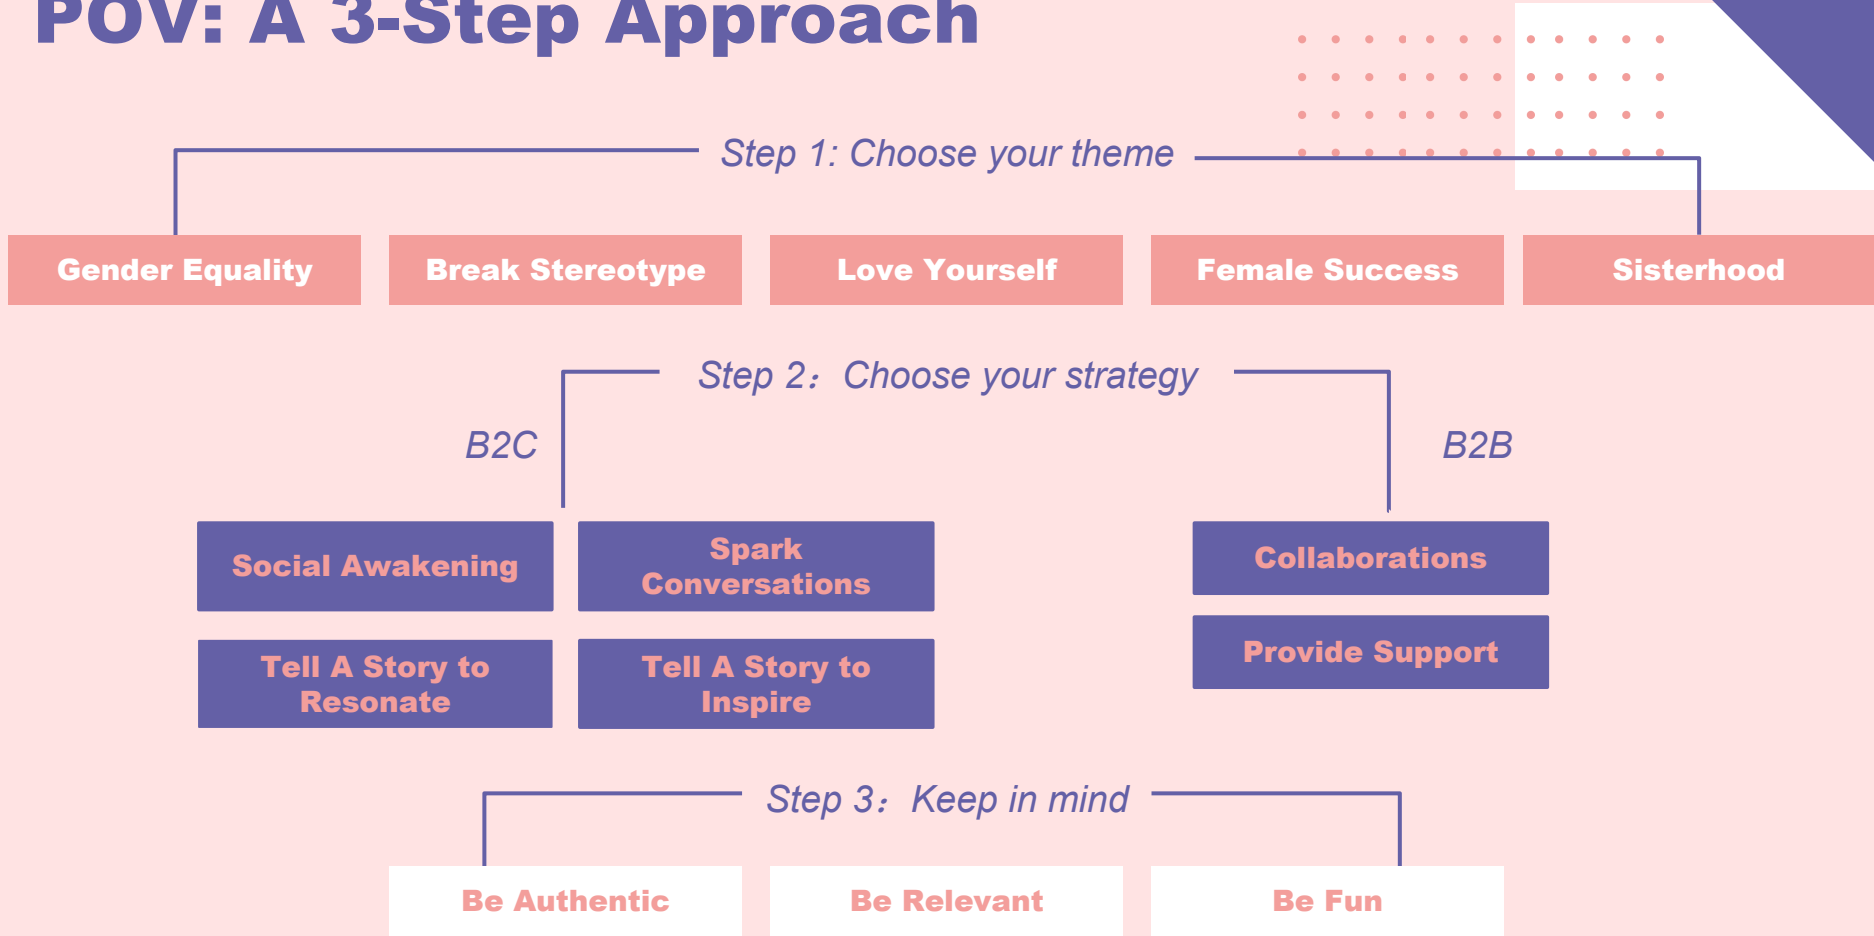 POV: A 3-Step Approach
Step 1: Choose your theme
Gender Equality
Break Stereotype
Love Yourself
Female Success
Sisterhood
Step 2：Choose your strategy
B2C
B2B
Social Awakening
Spark
Conversations
Collaborations
Tell A Story to
Resonate
Tell A Story to
Inspire
Provide Support
Step 3：Keep in mind
Be Authentic
Be Relevant
Be Fun